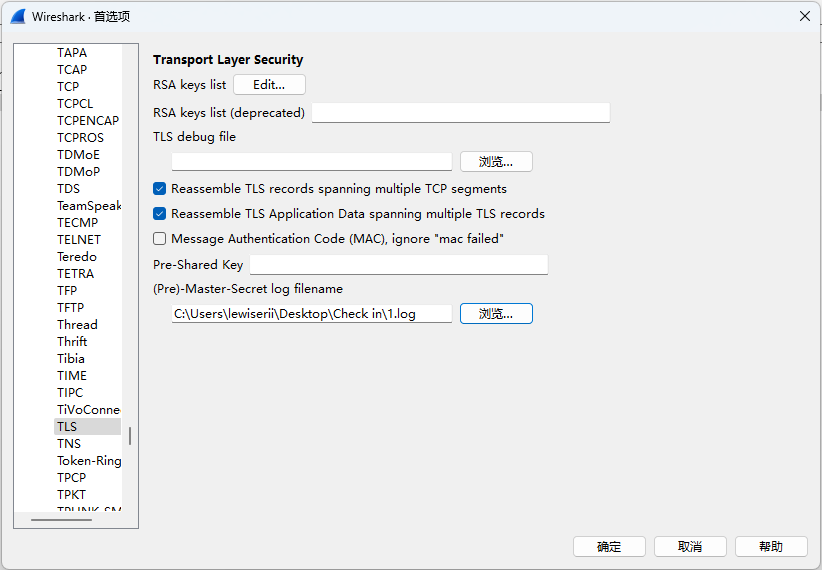 Wireshark · 首选项
TAPA
TCAP
TCP
TCPCL
TCPENCAP
TCPROS
TDMoE
TDMoP
TDS
TeamSpeak
TECMP
TELNET
Teredo
TETRA
TFP
TFTP
Thread
Thrift
Tibia
TIME
TIPC
TiVoConne
TLS
TNS
Token-Ring
TPCP
TPKT
Transport Layer Security
RSA keys list Edit...
RSA keys list (deprecated)
TLS debug file
浏览...
Reassemble TLS records spanning multiple TCP segments
Reassemble TLS Application Data spanning multiple TLS records
Message Authentication Code (MAC), ignore "mac failed"
Pre-Shared Key
(Pre)-Master-Secret log filename
C:\Users\lewiserii\Desktop\Check in\1.log 浏览...
确定 取消 帮助